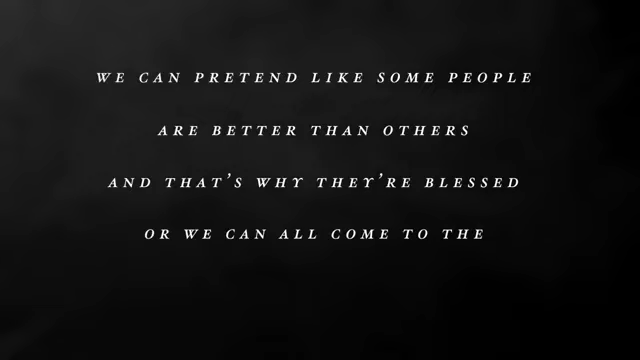 WE CAN PRETEND LIKE SOME PEOPLE
ARE BETTER THAN OTHERS
AND THAT'S WHY THEY'RE BLESSED
OR WE CAN ALL COME TO THE